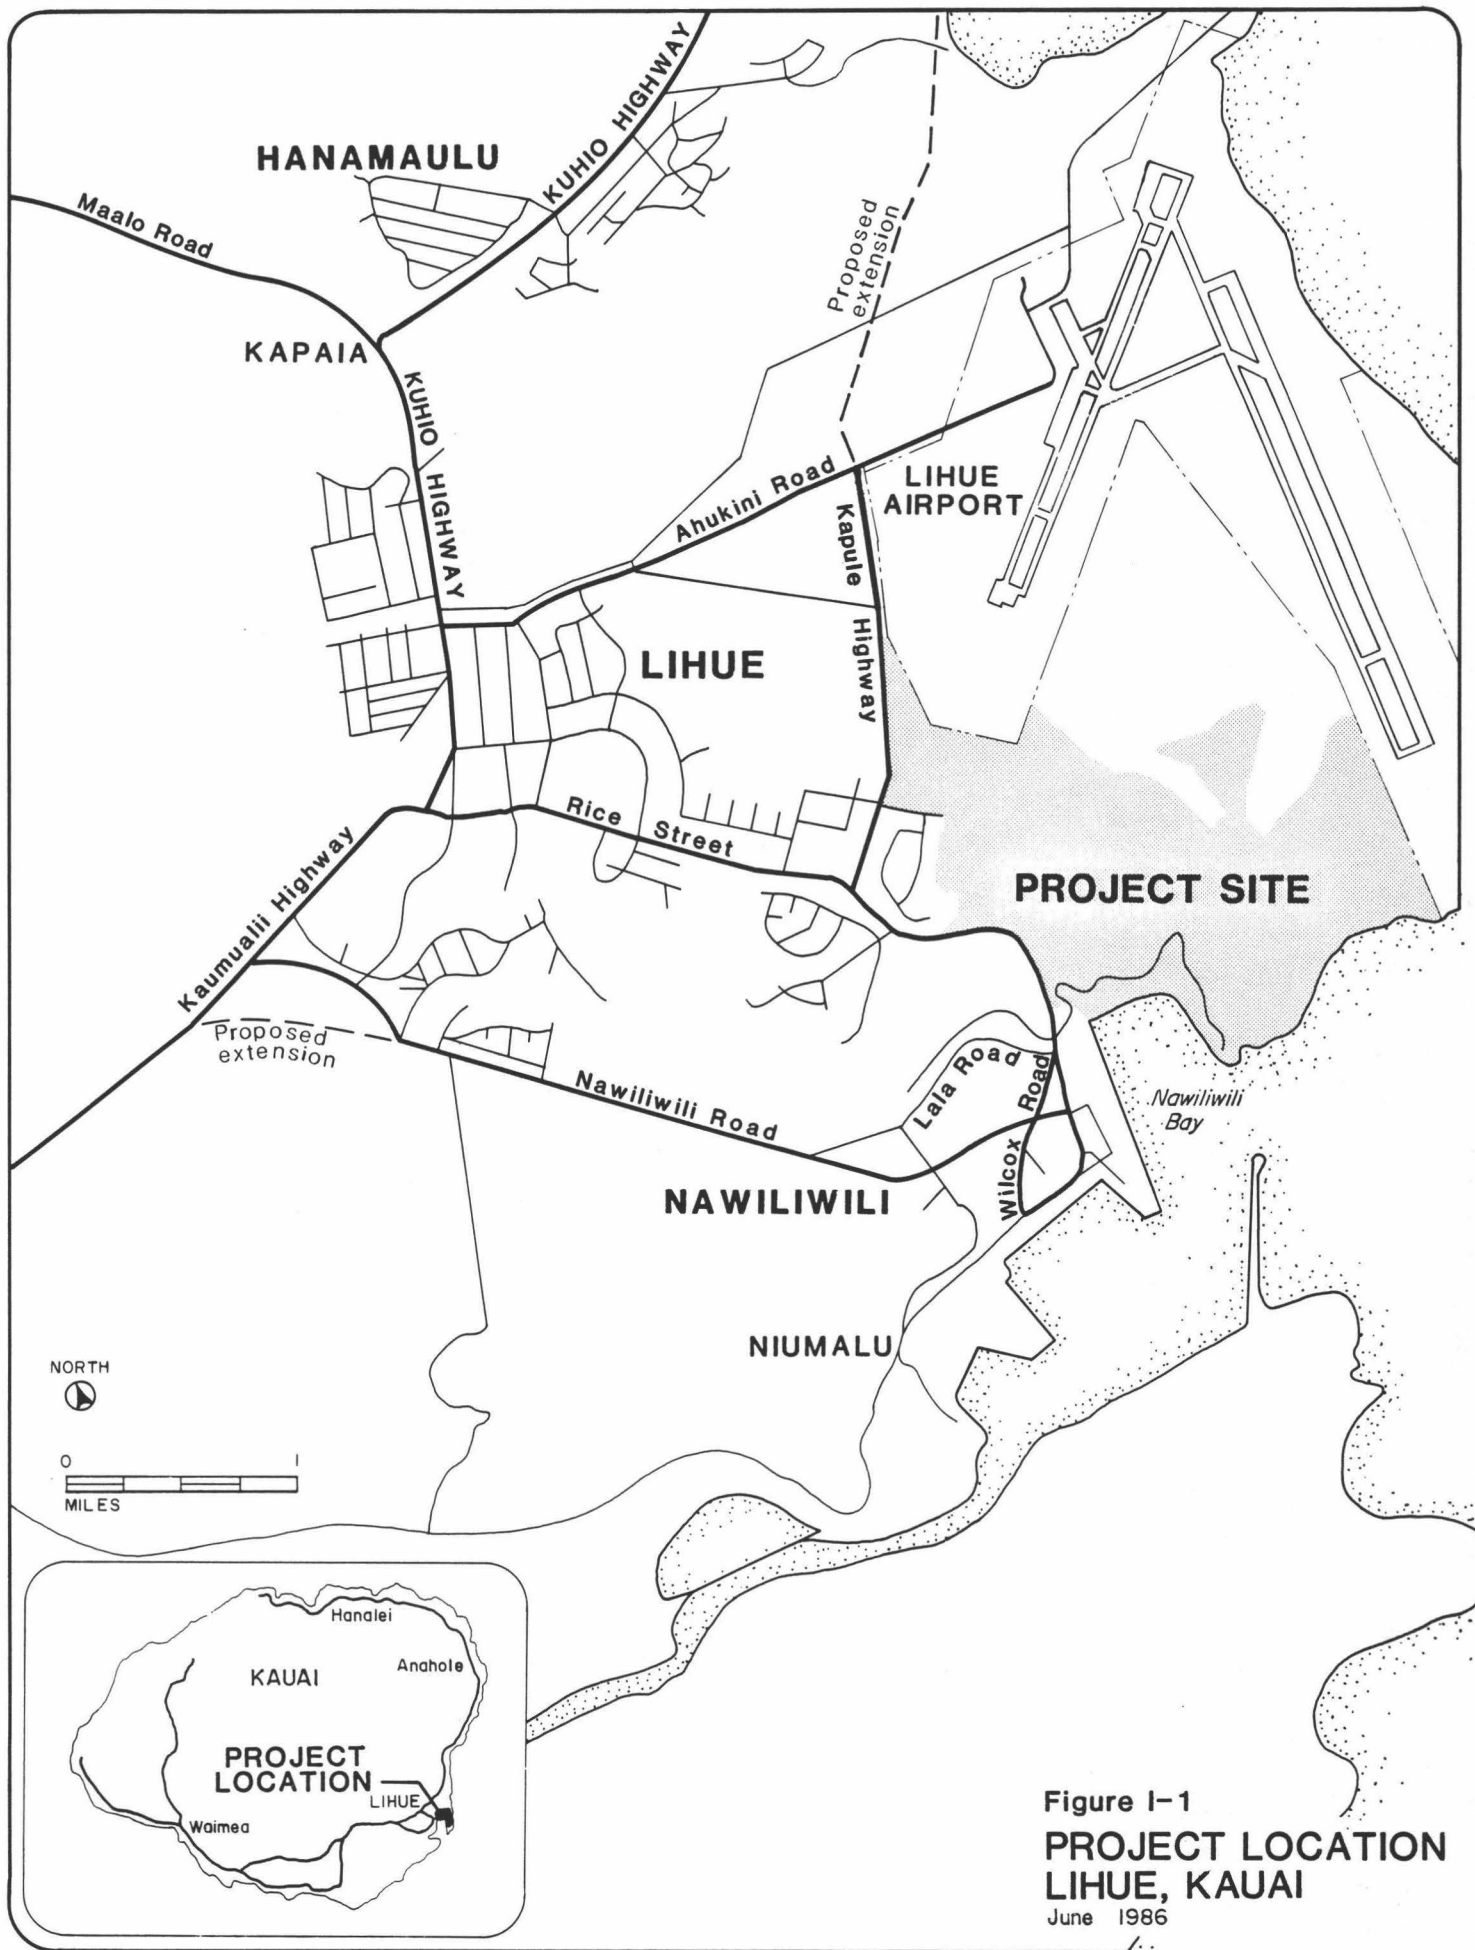 KUHIO HIGHWAY
HANAMAULU
Maalo Road
Proposed
extension
KAPAIA
KUHIO HIGHWAY
LIHUE
AIRPORT
Ahukini Road
Kapule Highway
LIHUE
Rice Street
PROJECT SITE
Kaumualii Highway
Proposed
extension
Nawiliwili Road
Lala Road
Wilcox Road
Nawiliwili
Bay
NAWILIWILI
NIUMALU
NORTH
0 1
MILES
Hanalei
Anahole
KAUAI
PROJECT
LOCATION
LIHUE
Waimea
Figure I-1
PROJECT LOCATION
LIHUE, KAUAI
June 1986